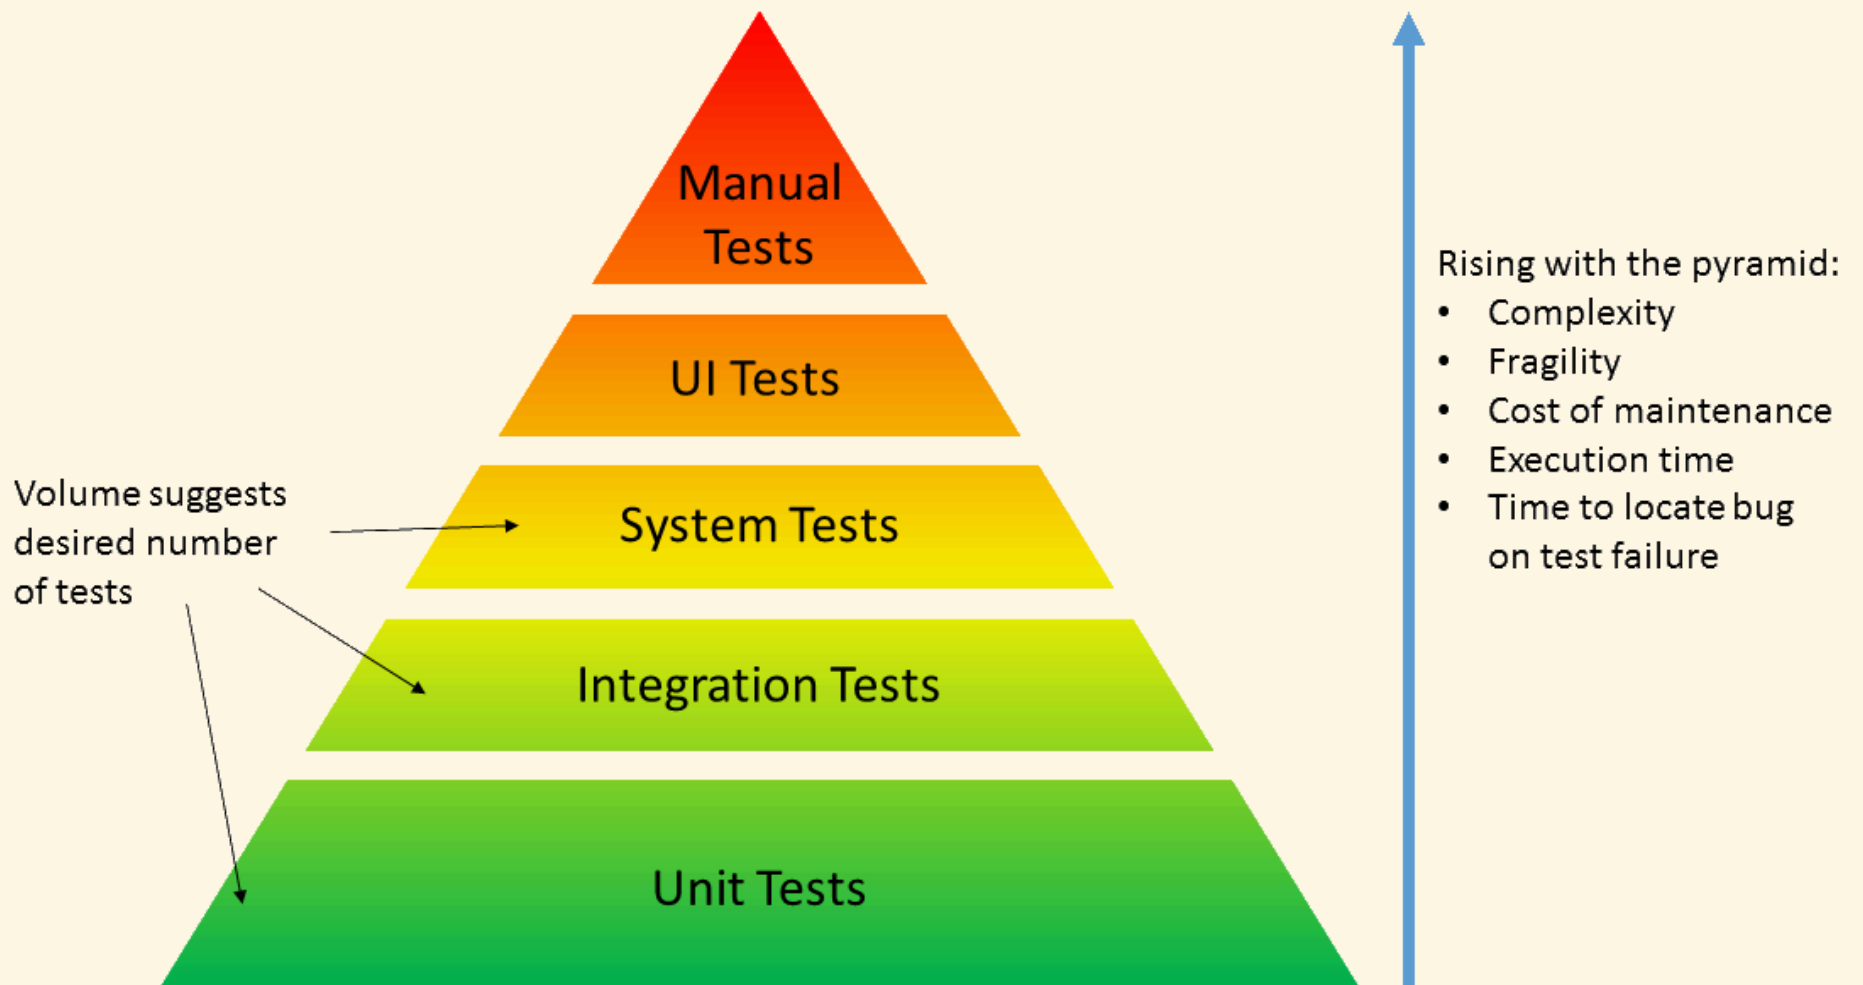 Manual
Tests
UI Tests
System Tests
Integration Tests
Unit Tests
Volume suggests
desired number
of tests
Rising with the pyramid:
• Complexity
• Fragility
• Cost of maintenance
• Execution time
• Time to locate bug
on test failure